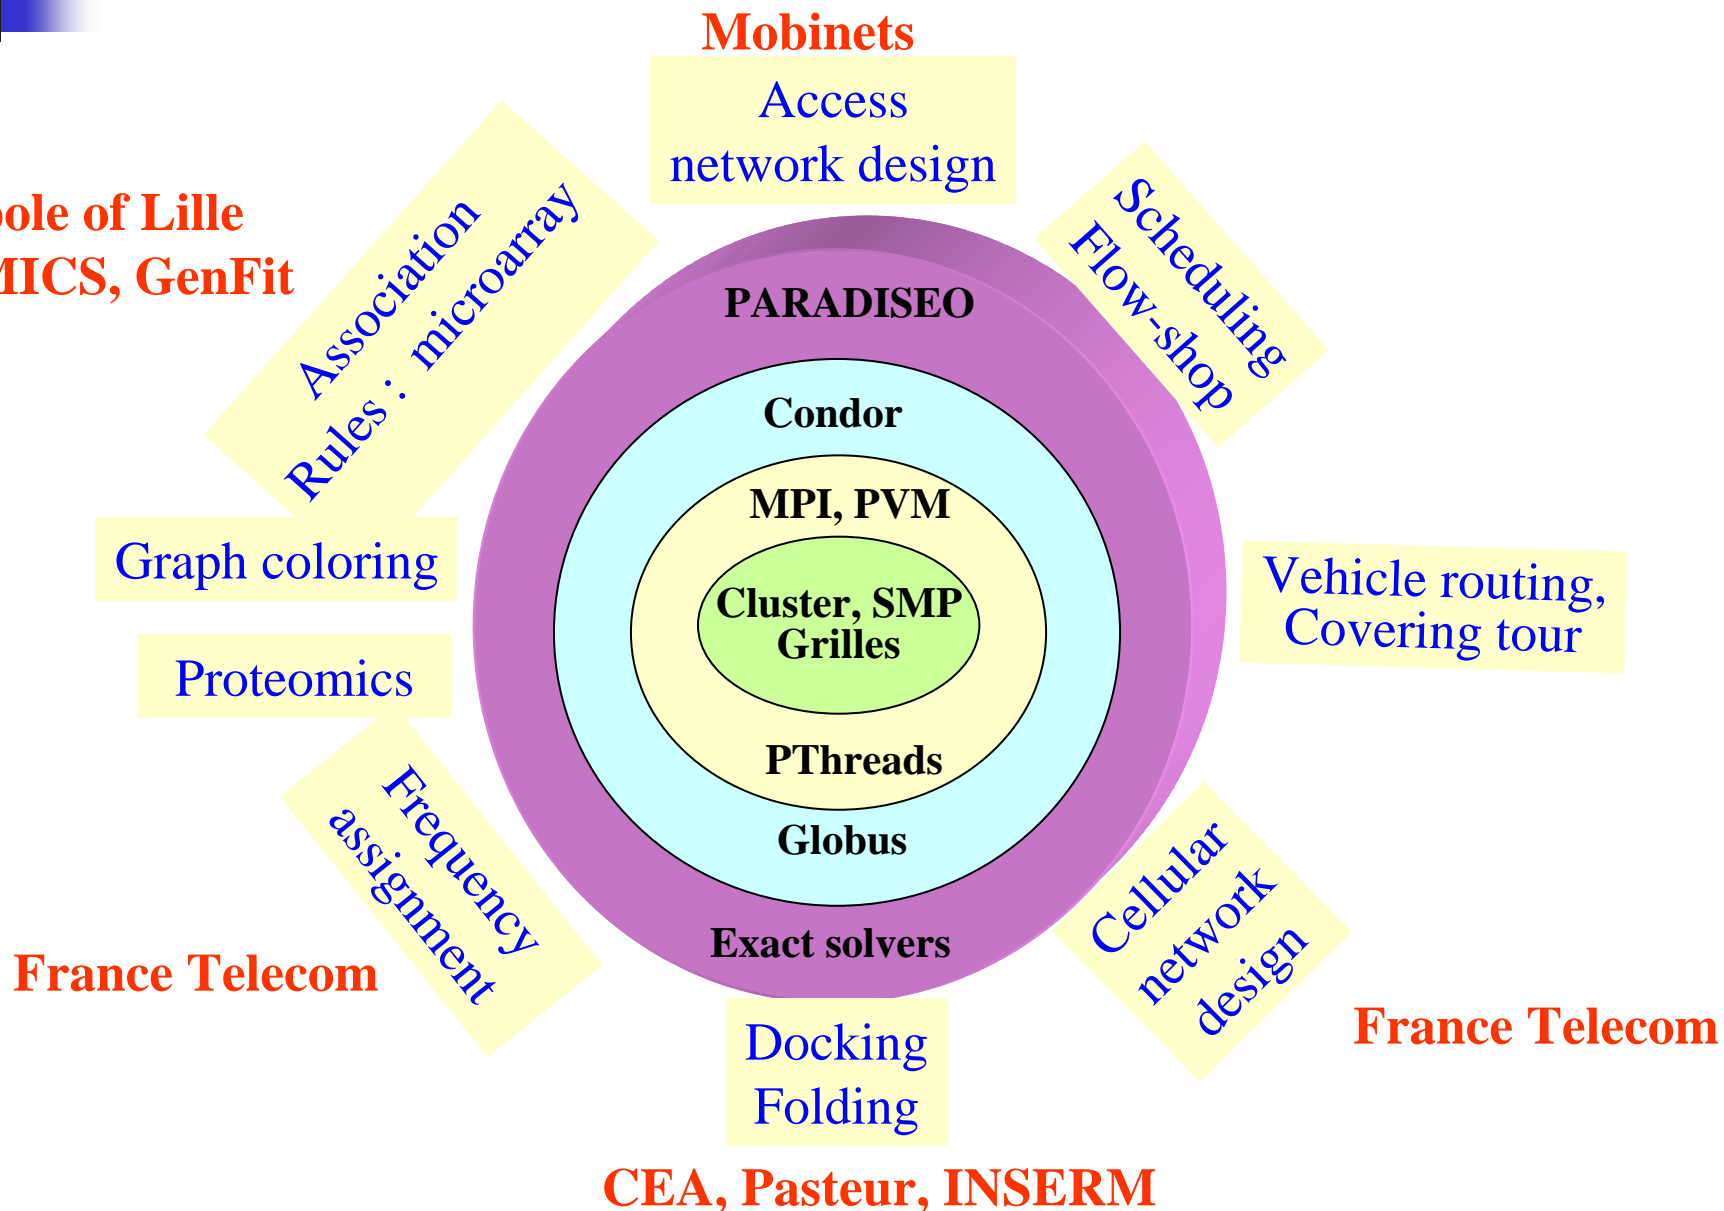 Mobinets
Access
network design
of Lille
GenFit
Association
Rules : microarray
Scheduling
Flow-shop
PARADISEO
Condor
MPI, PVM
Cluster, SMP
Grilles
PThreads
Globus
Exact solvers
Graph coloring
Proteomics
Vehicle routing,
Covering tour
Frequency
assignment
Cellular
network
design
France Telecom
France Telecom
Docking
Folding
CEA, Pasteur, INSERM